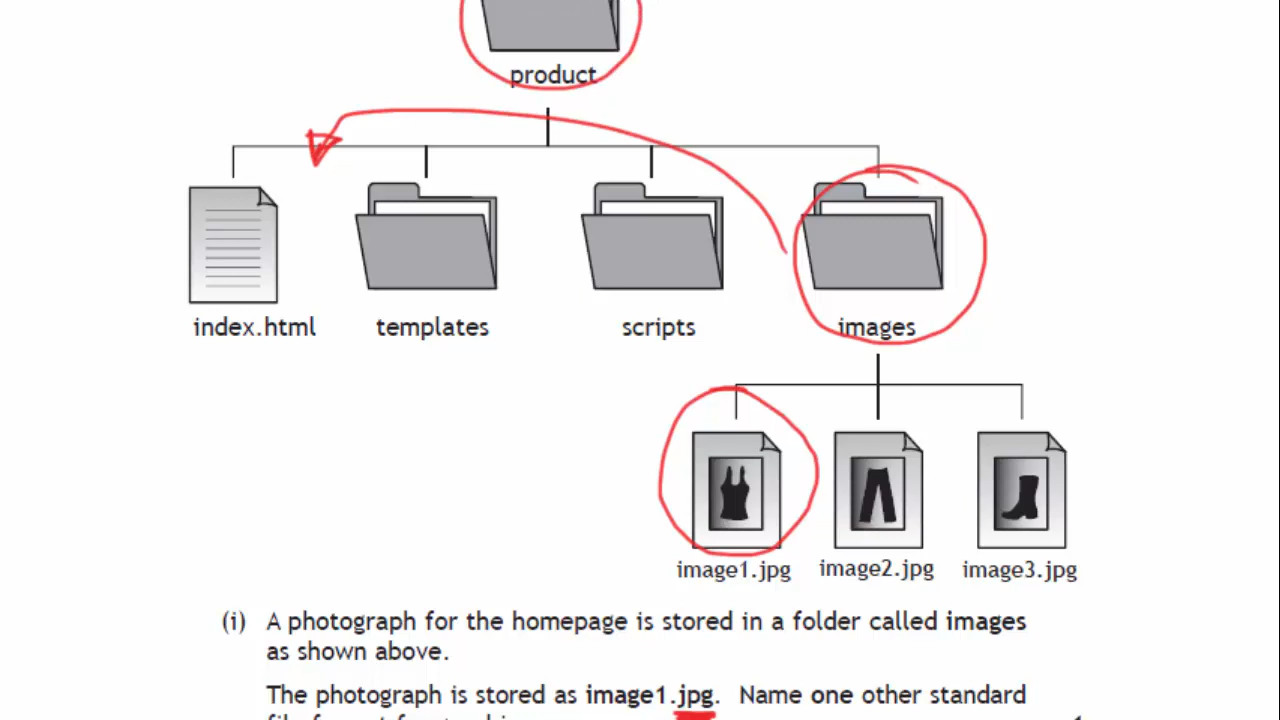 product
index.html templates scripts images
image1.jpg image2.jpg image3.jpg
(i) A photograph for the homepage is stored in a folder called images
as shown above.
The photograph is stored as image1.jpg. Name one other standard